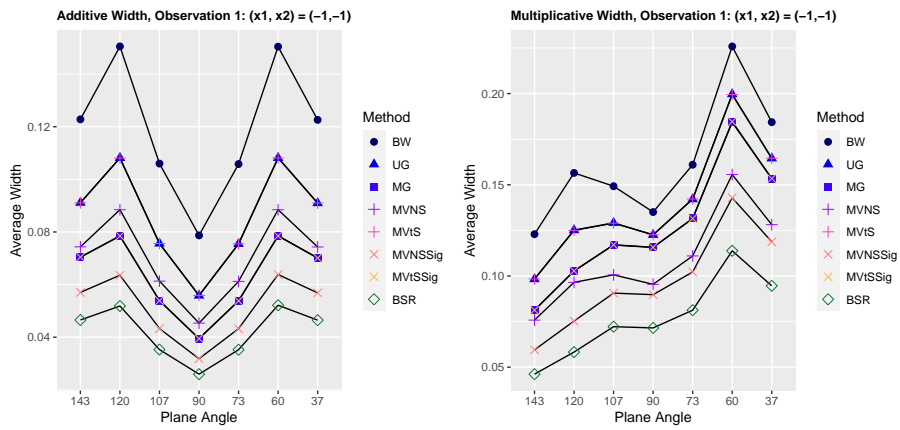 Additive Width, Observation 1: (x1, x2) = (−1,−1)
Average Width
0.12
0.08
0.04
143 120 107 90 73 60 37
Plane Angle
Method
BW
UG
MG
MVNS
MVtS
MVNSSig
MVtSSig
BSR
Multiplicative Width, Observation 1: (x1, x2) = (−1,−1)
Average Width
0.20
0.15
0.10
0.05
143 120 107 90 73 60 37
Plane Angle
Method
BW
UG
MG
MVNS
MVtS
MVNSSig
MVtSSig
BSR